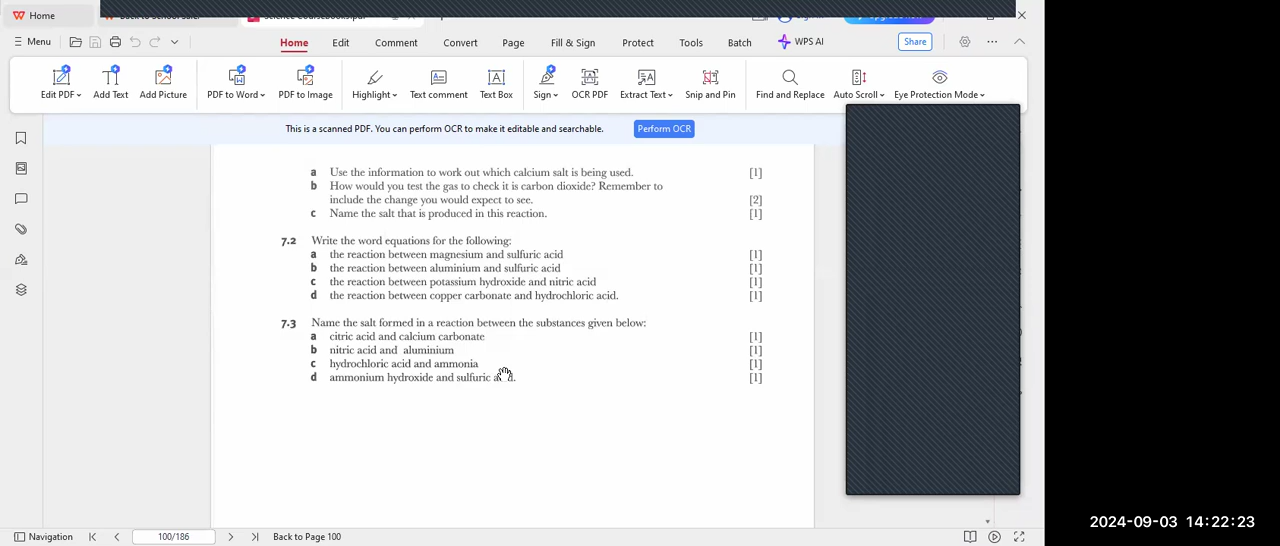 Home
Menu
Home Edit Comment Convert Page Fill & Sign Protect Tools Batch WPS AI Share
Edit PDF Add Text Add Picture PDF to Word PDF to Image Highlight Text comment Text Box Sign OCR PDF Extract Text Snip and Pin Find and Replace Auto Scroll Eye Protection Mode
This is a scanned PDF. You can perform OCR to make it editable and searchable. Perform OCR
a Use the information to work out which calcium salt is being used. [1]
b How would you test the gas to check it is carbon dioxide? Remember to
include the change you would expect to see. [2]
c Name the salt that is produced in this reaction. [1]
7.2 Write the word equations for the following:
a the reaction between magnesium and sulfuric acid [1]
b the reaction between aluminium and sulfuric acid [1]
c the reaction between potassium hydroxide and nitric acid [1]
d the reaction between copper carbonate and hydrochloric acid. [1]
7.3 Name the salt formed in a reaction between the substances given below:
a citric acid and calcium carbonate [1]
b nitric acid and aluminium [1]
c hydrochloric acid and ammonia [1]
d ammonium hydroxide and sulfuric [1]
Navigation 100/186 Back to Page 100
2024-09-03 14:22:23